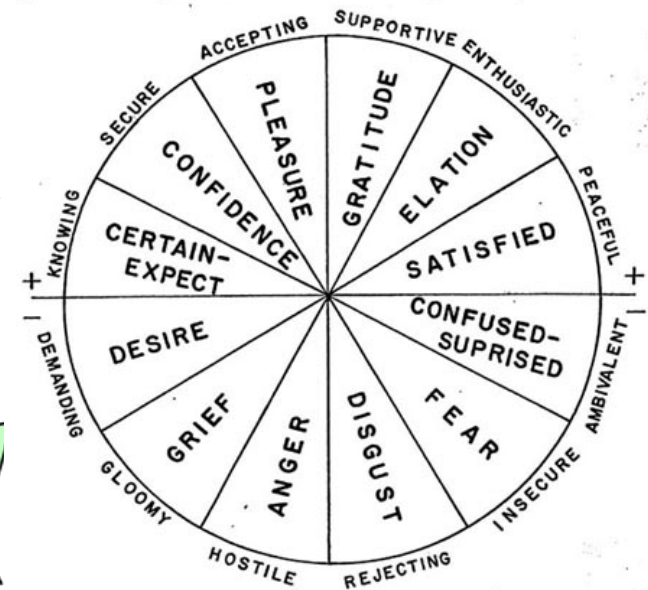 ACCEPTING
SUPPORTIVE
ENTHUSIASTIC
PEACEFUL
AMBIVALENT
INSECURE
REJECTING
HOSTILE
GLOOMY
DEMANDING
KNOWING
SECURE
PLEASURE
GRATITUDE
ELATION
SATISFIED
CONFUSED-
SUPRISED
FEAR
DISGUST
ANGER
GRIEF
DESIRE
CERTAIN-
EXPECT
CONFIDENCE
+
−
+
−